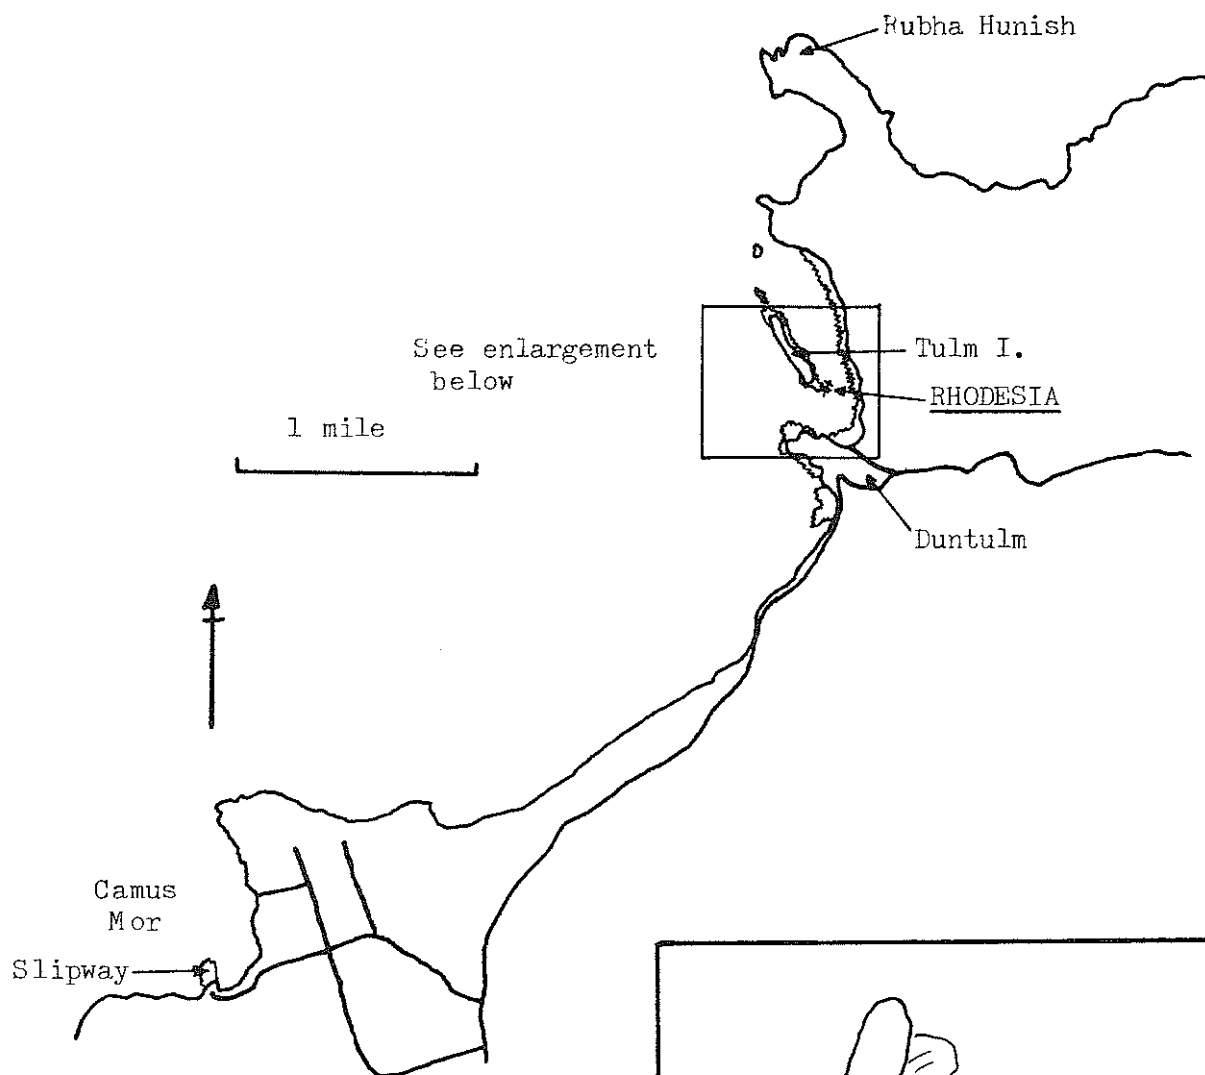 Rubha Hunish
See enlargement
below
Tulm I.
RHODESIA
1 mile
Duntulm
Camus
Mor
Slipway